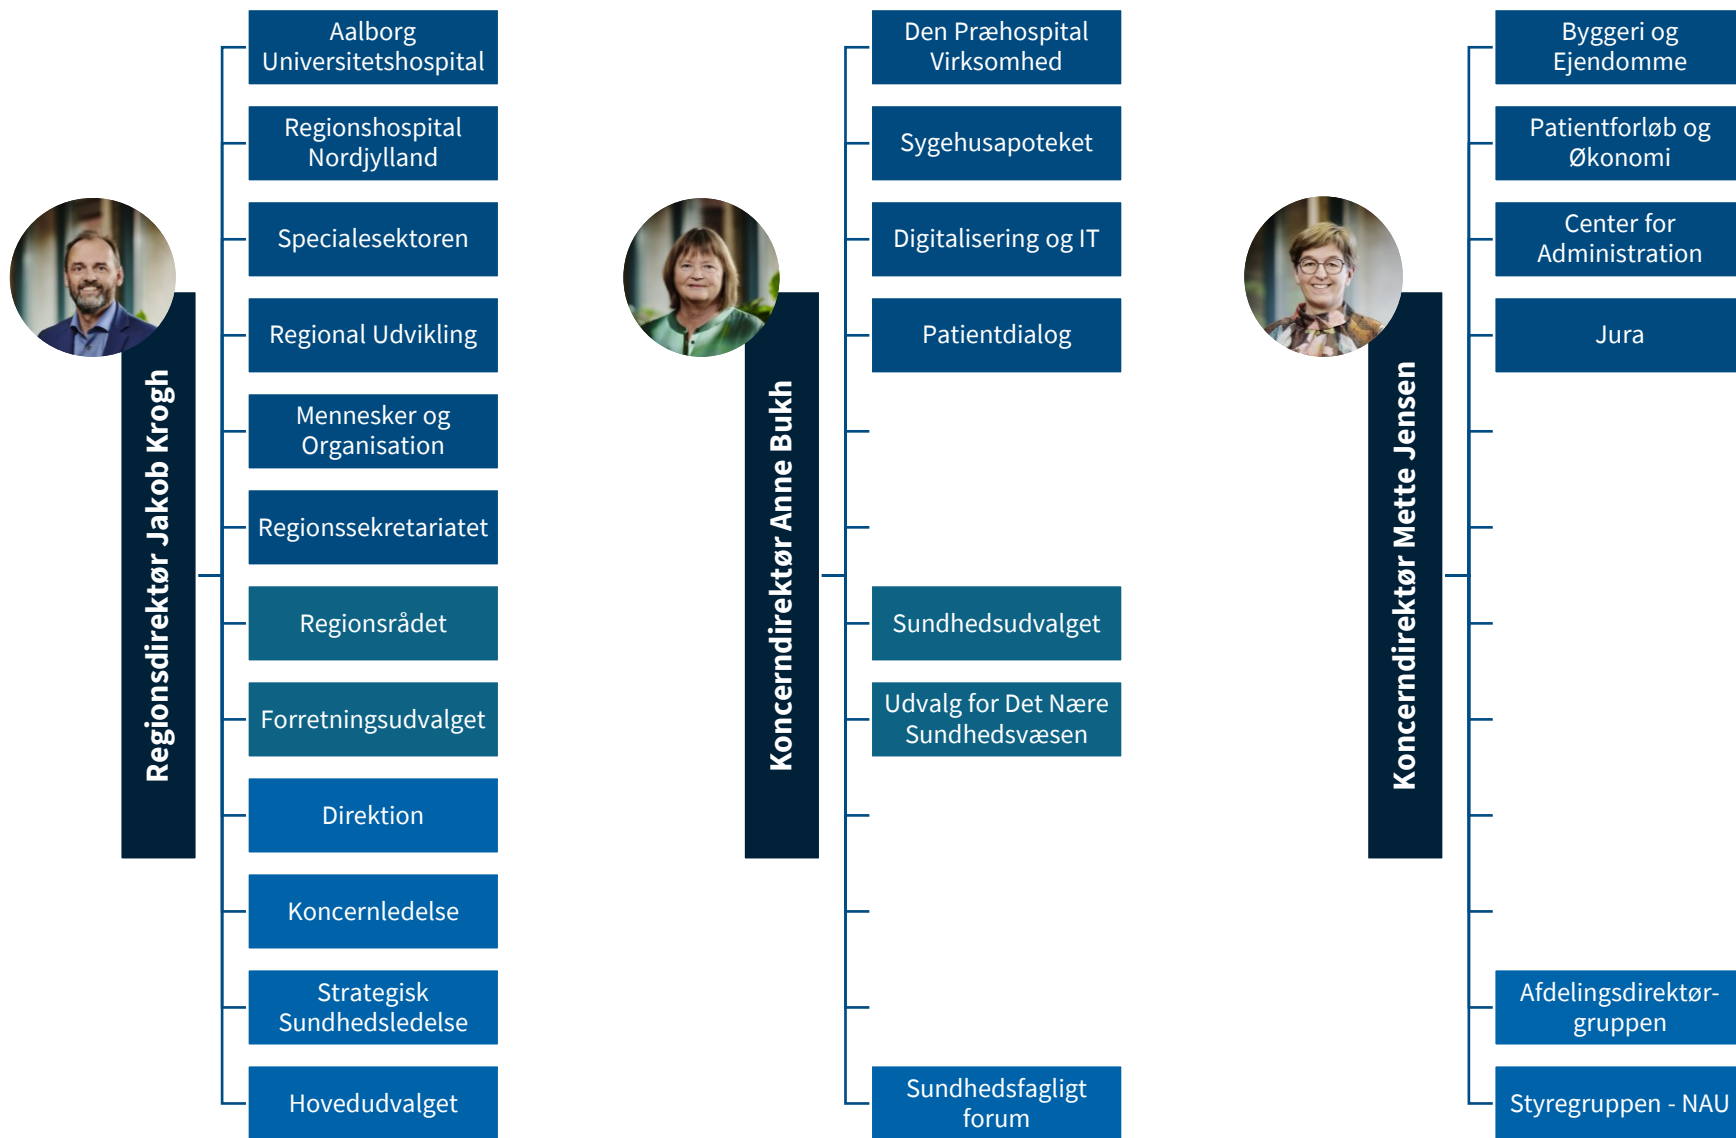 Regionsdirektør Jakob Krogh
Aalborg
Universitetshospital
Regionshospital
Nordjylland
Specialesektoren
Regional Udvikling
Mennesker og
Organisation
Regionssekretariatet
Regionsrådet
Forretningsudvalget
Direktion
Koncernledelse
Strategisk
Sundhedsledelse
Hovedudvalget
Koncerndirektør Anne Bukh
Den Præhospital
Virksomhed
Sygehusapoteket
Digitalisering og IT
Patientdialog
Sundhedsudvalget
Udvalg for Det Nære
Sundhedsvæsen
Sundhedsfagligt
forum
Koncerndirektør Mette Jensen
Byggeri og
Ejendomme
Patientforløb og
Økonomi
Center for
Administration
Jura
Afdelingsdirektør-
gruppen
Styregruppen - NAU